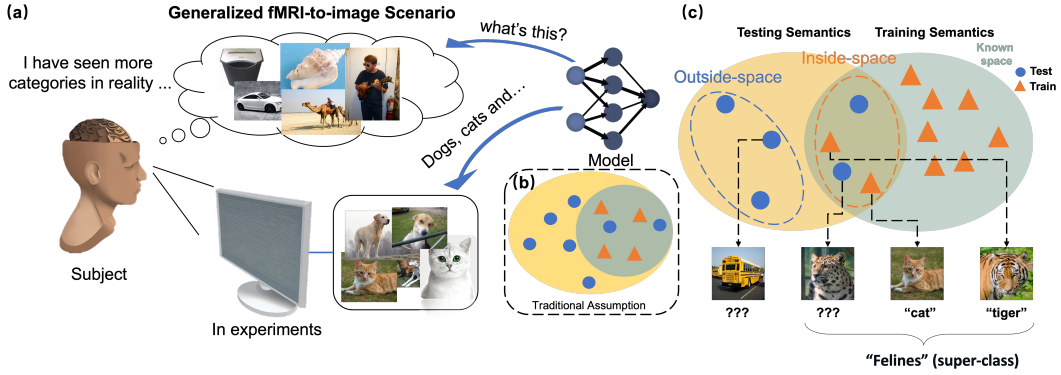 (a)
Generalized fMRI-to-image Scenario
I have seen more
categories in reality ...
what's this?
Dogs, cats and...
Model
Subject
In experiments
(b)
Traditional Assumption
(c)
Testing Semantics
Training Semantics
Known
space
Inside-space
Outside-space
Test
Train
???
???
“cat”
“tiger”
“Felines” (super-class)